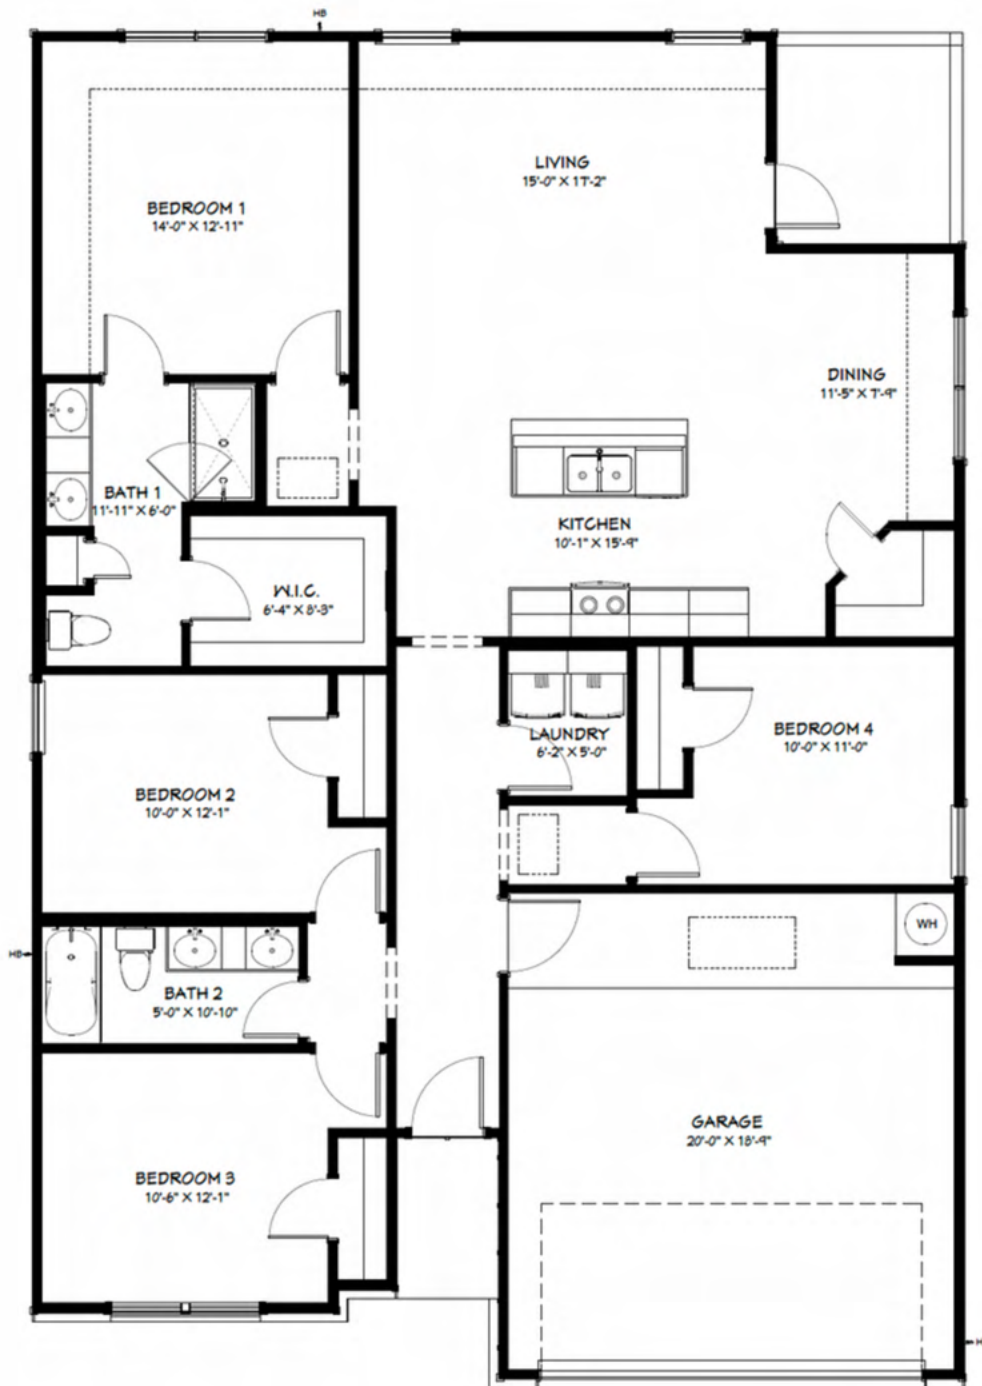 HB
LIVING
15'-0" X 17'-2"
BEDROOM 1
14'-0" X 12'-11"
DINING
11'-5" X 7'-9"
BATH 1
11'-11" X 6'-0"
KITCHEN
10'-1" X 15'-9"
W.I.C.
6'-4" X 8'-3"
LAUNDRY
6'-2" X 5'-0"
BEDROOM 4
10'-0" X 11'-0"
BEDROOM 2
10'-0" X 12'-1"
WH
HB
BATH 2
5'-0" X 10'-10"
GARAGE
20'-0" X 18'-9"
BEDROOM 3
10'-6" X 12'-1"